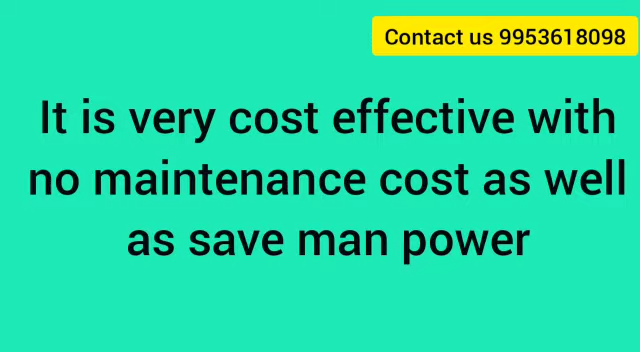 Contact us 9953618098
It is very cost effective with
no maintenance cost as well
as save man power